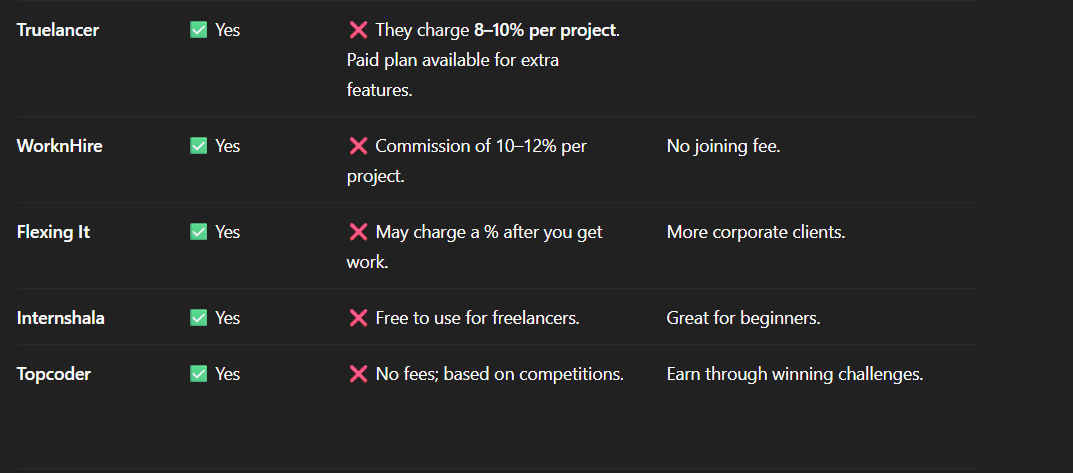 Truelancer ✅ Yes ❌ They charge 8–10% per project.
Paid plan available for extra
features.
WorknHire ✅ Yes ❌ Commission of 10–12% per No joining fee.
project.
Flexing It ✅ Yes ❌ May charge a % after you get More corporate clients.
work.
Internshala ✅ Yes ❌ Free to use for freelancers. Great for beginners.
Topcoder ✅ Yes ❌ No fees; based on competitions. Earn through winning challenges.